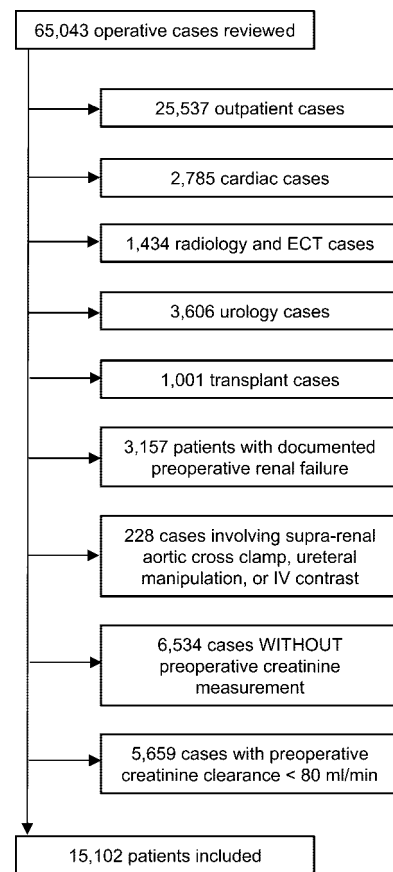 65,043 operative cases reviewed
25,537 outpatient cases
2,785 cardiac cases
1,434 radiology and ECT cases
3,606 urology cases
1,001 transplant cases
3,157 patients with documented
preoperative renal failure
228 cases involving supra-renal
aortic cross clamp, ureteral
manipulation, or IV contrast
6,534 cases WITHOUT
preoperative creatinine
measurement
5,659 cases with preoperative
creatinine clearance < 80 ml/min
15,102 patients included